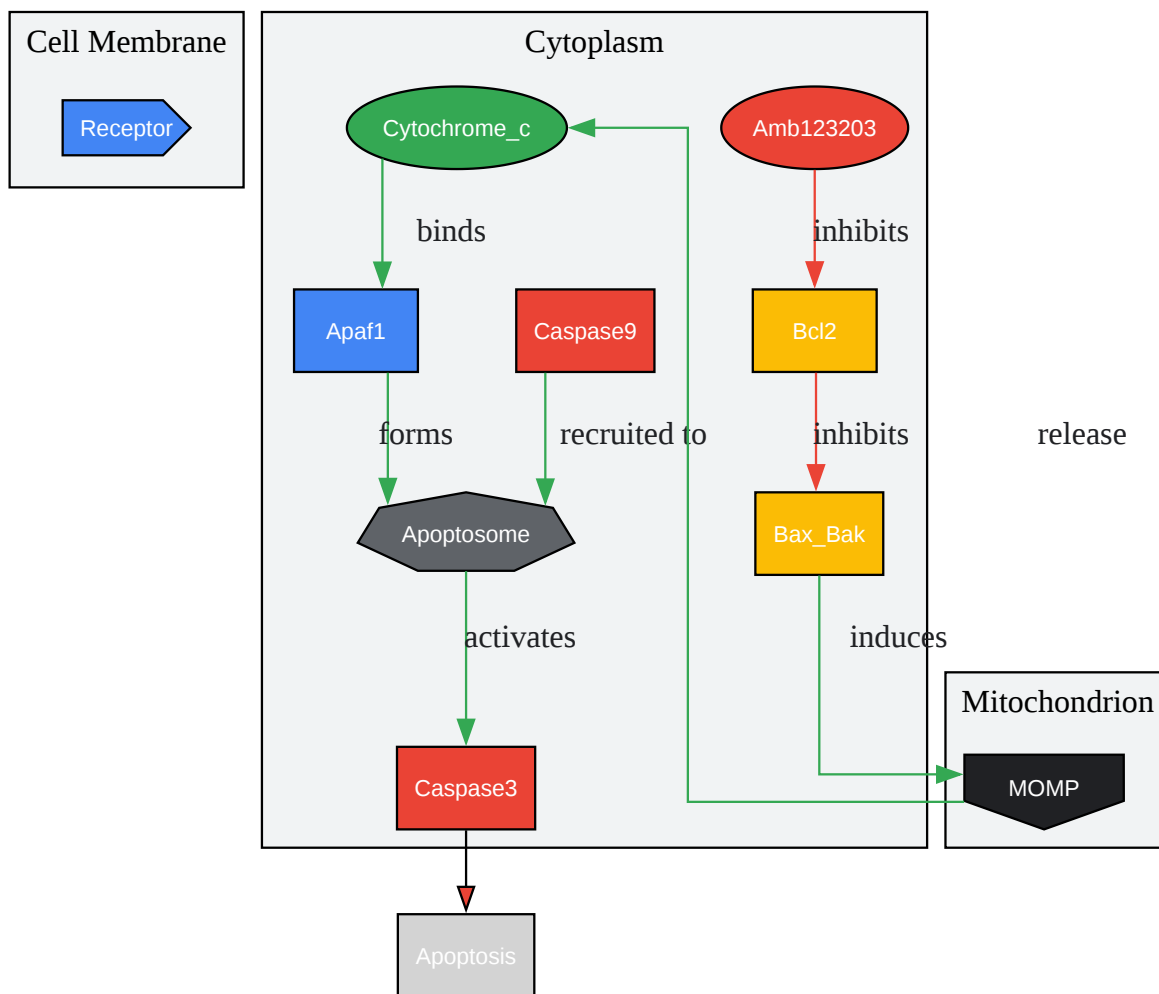 Cell Membrane
Receptor
Cytoplasm
Cytochrome_c
Amb123203
binds
inhibits
Apaf1
Caspase9
Bcl2
forms
recruited to
inhibits
release
Apoptosome
Bax_Bak
activates
induces
Mitochondrion
Caspase3
MOMP
Apoptosis